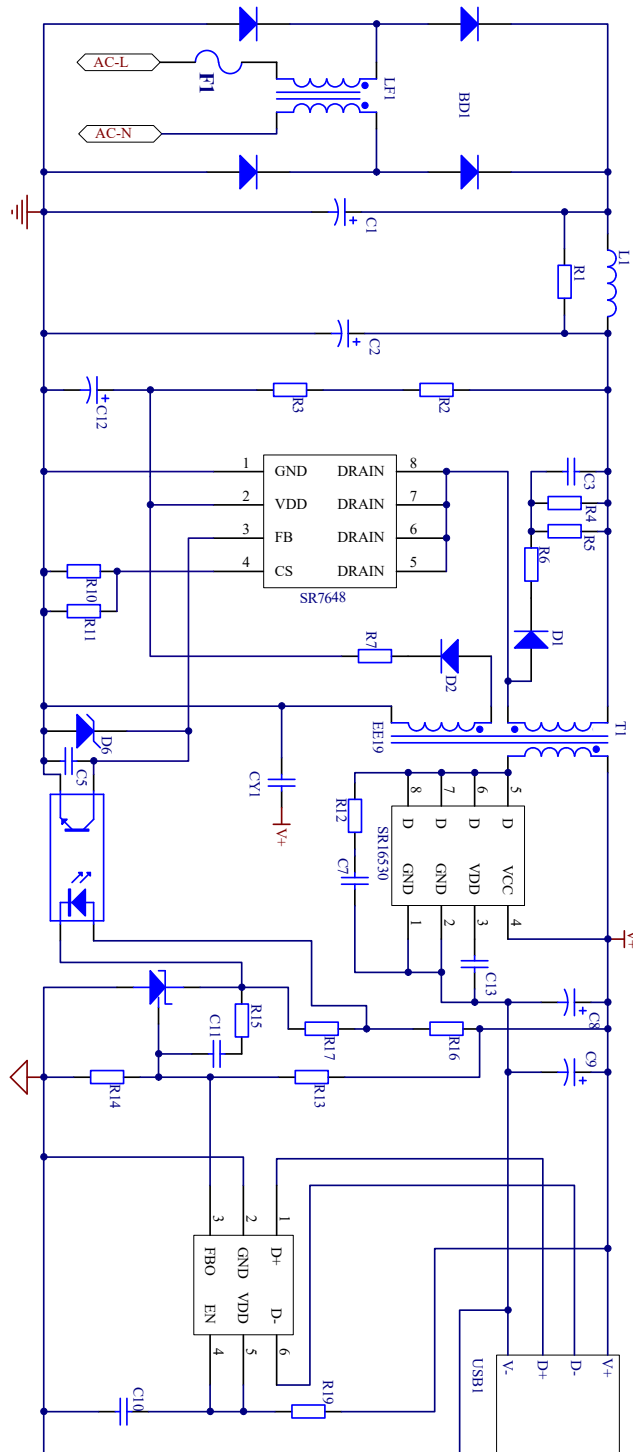 AC-L
F1
LF1
BD1
AC-N
C1
R1
L1
C2
C12
R3
R2
1 GND DRAIN 8
2 VDD DRAIN 7
3 FB DRAIN 6
4 CS DRAIN 5
SR7648
C3
R4
R5
R6
D1
R10
R11
R7
D2
T1
EE19
D6
C5
CY1
V+
R12
C7
SR16530
8 D GND 1
7 D GND 2
6 D VDD 3
5 D VCC 4
V+
C13
C8
C9
R15
C11
R17
R16
R14
R13
3 FBO EN 4
2 GND VDD 5
1 D+ D- 6
C10
R19
USB1
V-
D+
D-
V+